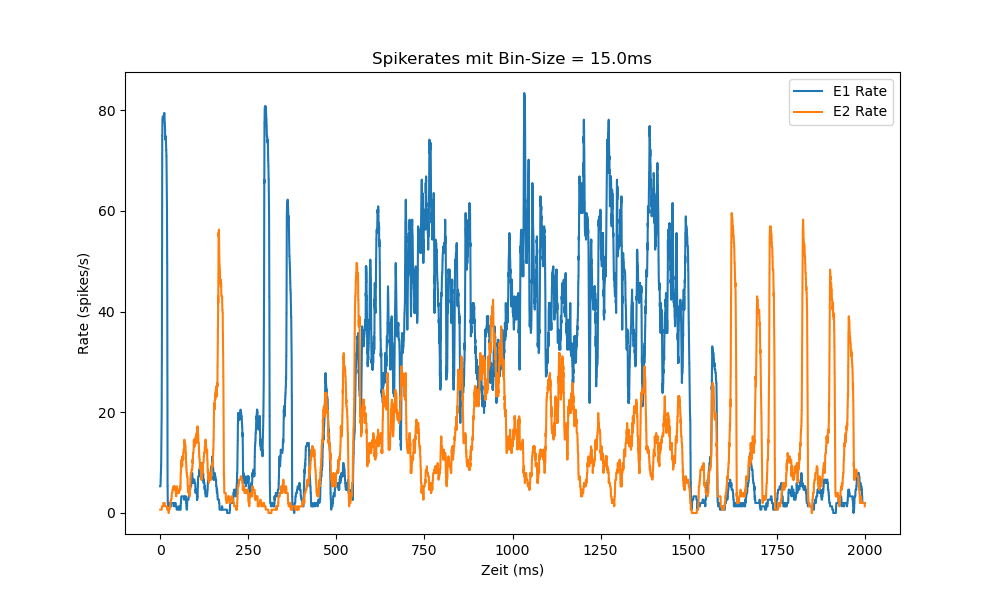 Spikerates mit Bin-Size = 15.0ms
E1 Rate
E2 Rate
Rate (spikes/s)
80
60
40
20
0
0 250 500 750 1000 1250 1500 1750 2000
Zeit (ms)